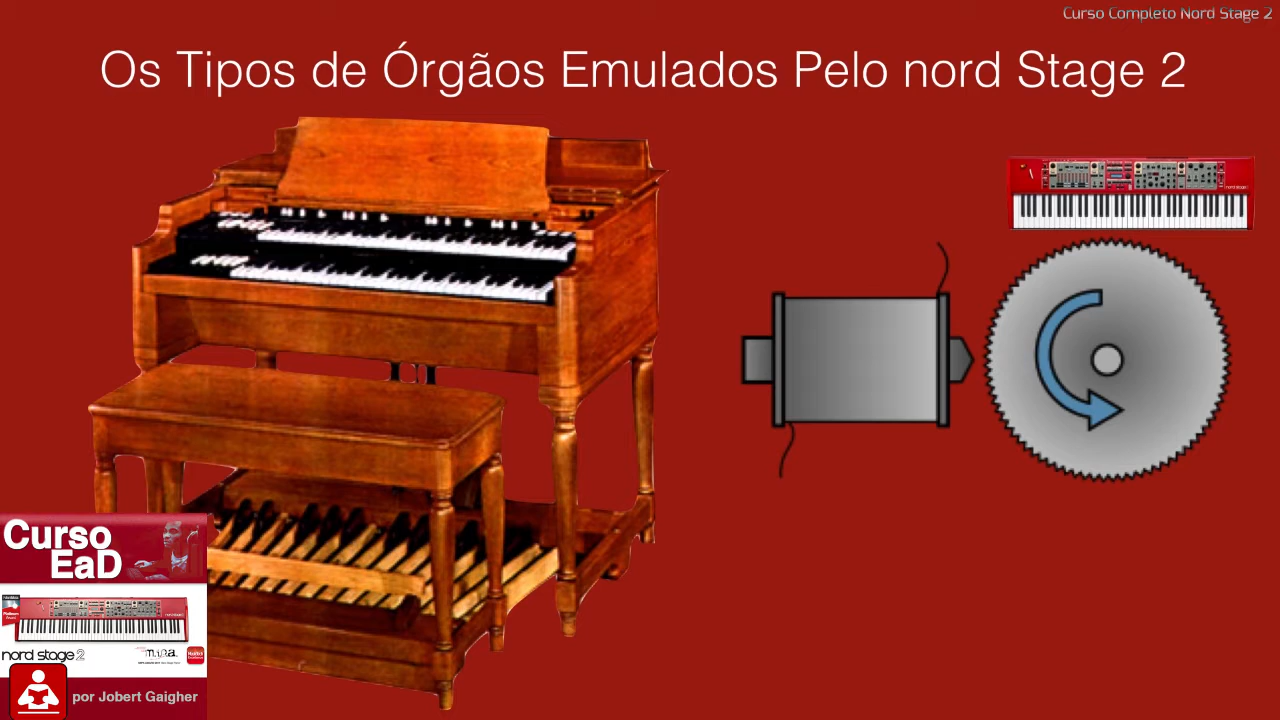 Curso Completo Nord Stage 2
Os Tipos de Órgãos Emulados Pelo nord Stage 2
Curso
EaD
nord stage 2
m.i.p.a.
por Jobert Gaigher